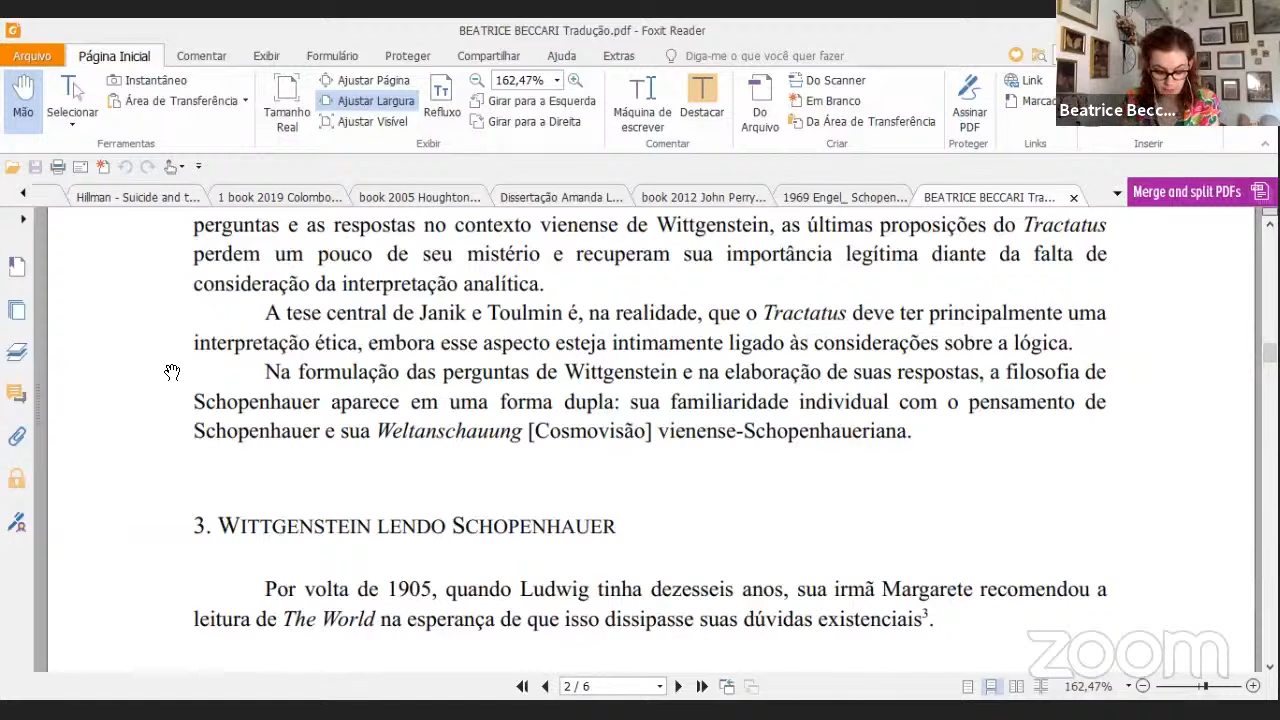 BEATRICE BECCARI Tradução.pdf - Foxit Reader
Arquivo Página Inicial Comentar Exibir Formulário Proteger Compartilhar Ajuda Extras Diga-me o que você quer fazer
Mão
Selecionar
Instantâneo
Área de Transferência
Ferramentas
Tamanho Real
Ajustar Página
Ajustar Largura
Ajustar Visível
Refluxo
162,47%
Girar para a Esquerda
Girar para a Direita
Exibir
Máquina de escrever
Destacar
Comentar
Do Arquivo
Do Scanner
Em Branco
Da Área de Transferência
Criar
Assinar PDF
Proteger
Link
Marcad
Links
Inserir
Beatrice Becc...
Hillman - Suicide and t... 1 book 2019 Colombo... book 2005 Houghton... Dissertação Amanda L... book 2012 John Perry... 1969 Engel_ Schopen... BEATRICE BECCARI Tra...
Merge and split PDFs
perguntas e as respostas no contexto vienense de Wittgenstein, as últimas proposições do Tractatus
perdem um pouco de seu mistério e recuperam sua importância legítima diante da falta de
consideração da interpretação analítica.
A tese central de Janik e Toulmin é, na realidade, que o Tractatus deve ter principalmente uma
interpretação ética, embora esse aspecto esteja intimamente ligado às considerações sobre a lógica.
Na formulação das perguntas de Wittgenstein e na elaboração de suas respostas, a filosofia de
Schopenhauer aparece em uma forma dupla: sua familiaridade individual com o pensamento de
Schopenhauer e sua Weltanschauung [Cosmovisão] vienense-Schopenhaueriana.
3. WITTGENSTEIN LENDO SCHOPENHAUER
Por volta de 1905, quando Ludwig tinha dezesseis anos, sua irmã Margarete recomendou a
leitura de The World na esperança de que isso dissipasse suas dúvidas existenciais³.
zoom
2 / 6
162,47%